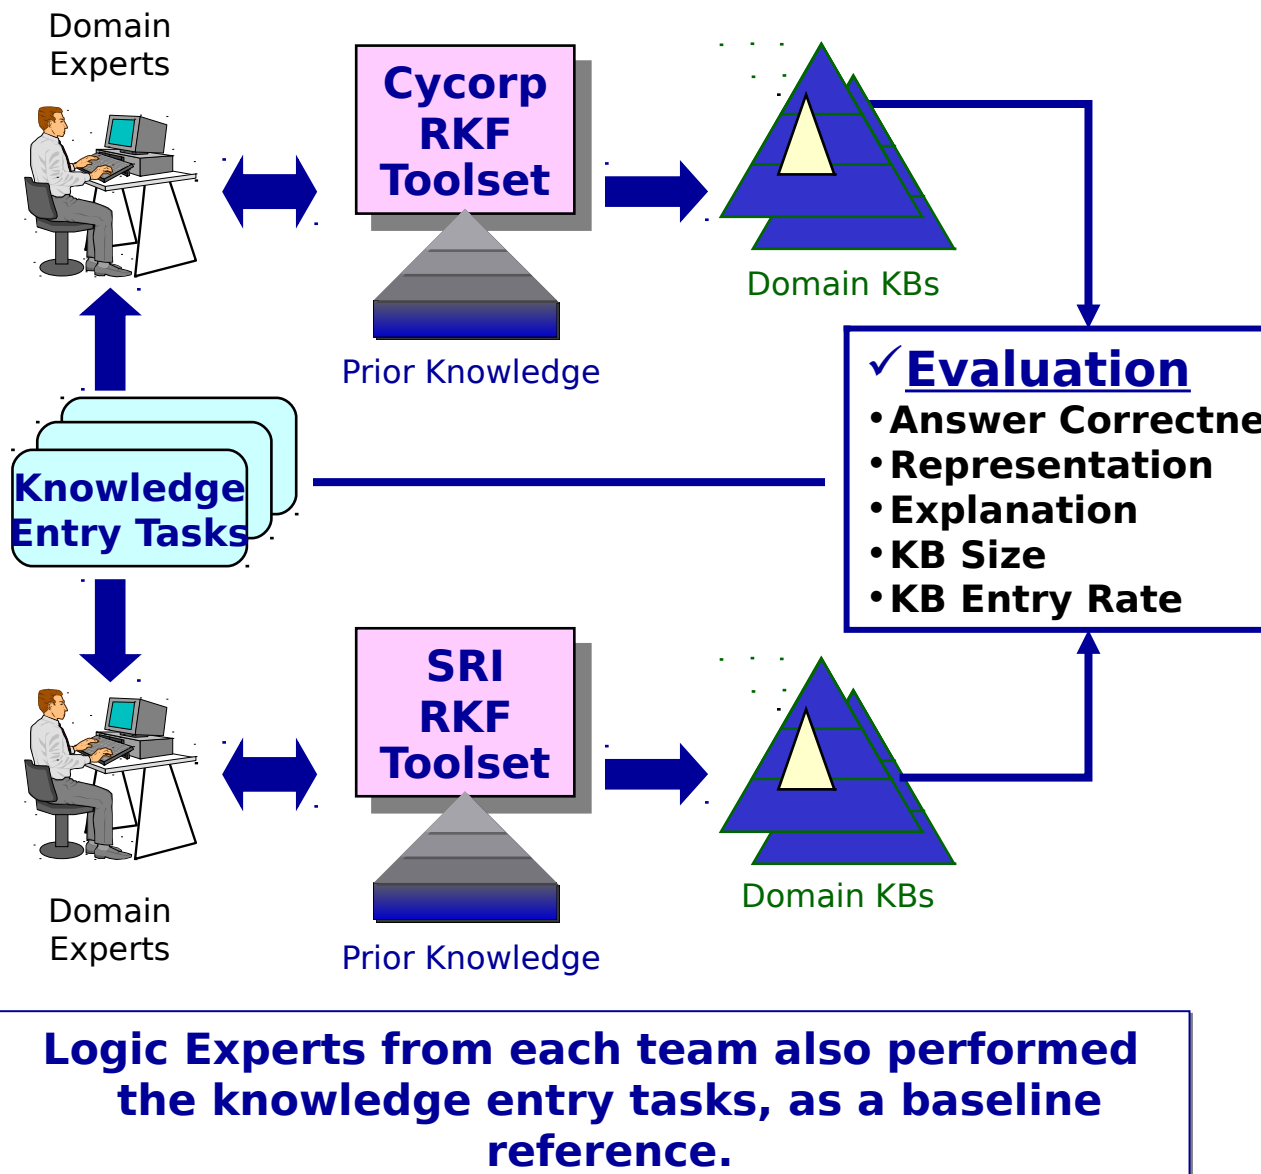 Domain
Experts
Cycorp
RKF
Toolset
Domain KBs
Prior Knowledge
✓Evaluation
•Answer Correctne
•Representation
•Explanation
•KB Size
•KB Entry Rate
Knowledge
Entry Tasks
SRI
RKF
Toolset
Domain KBs
Domain
Experts
Prior Knowledge
Logic Experts from each team also performed
the knowledge entry tasks, as a baseline
reference.